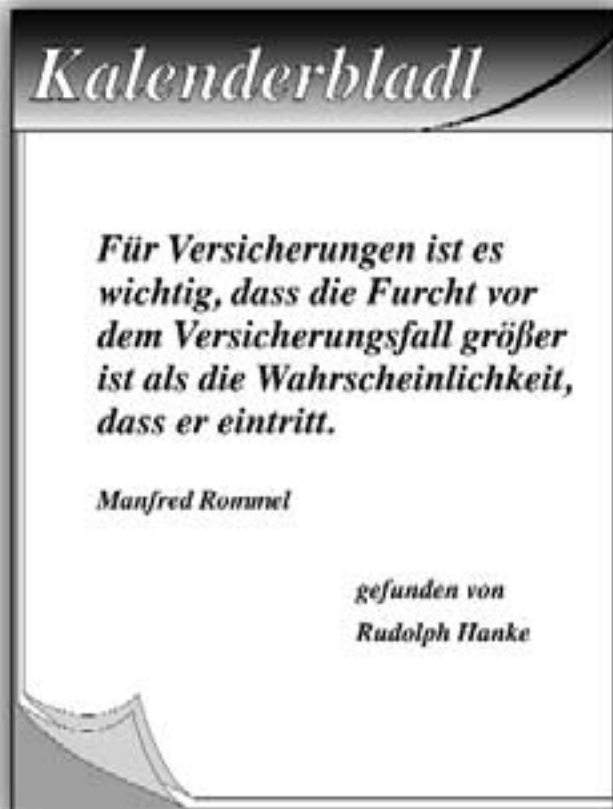 Kalenderbladl
Für Versicherungen ist es
wichtig, dass die Furcht vor
dem Versicherungsfall größer
ist als die Wahrscheinlichkeit,
dass er eintritt.
Manfred Rommel
gefunden von
Rudolph Hanke